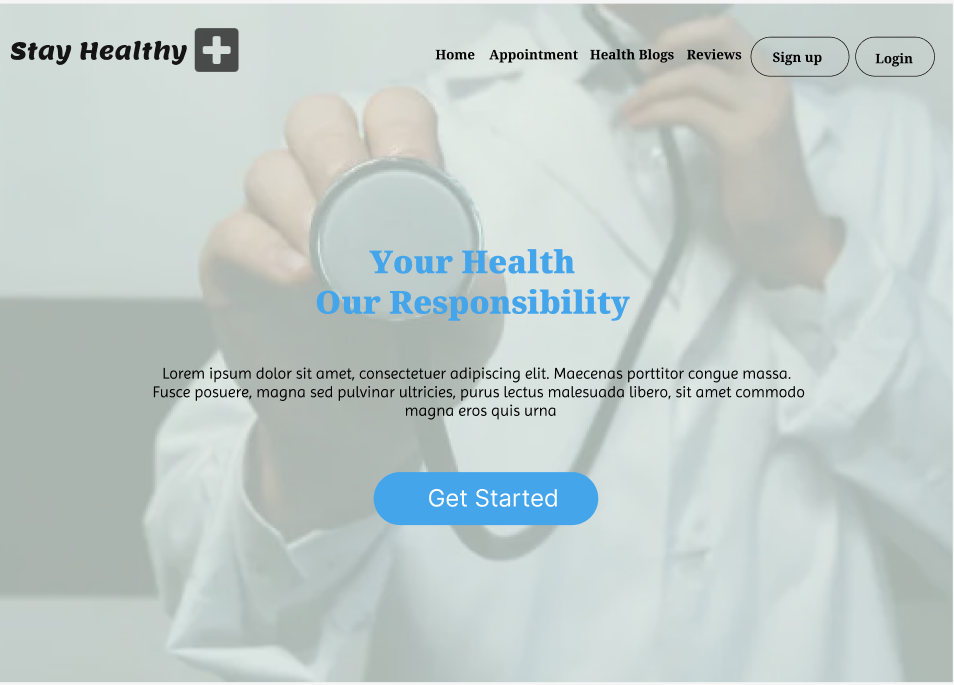 Stay Healthy
Home Appointment Health Blogs Reviews Sign up Login
Your Health
Our Responsibility
Lorem ipsum dolor sit amet, consectetuer adipiscing elit. Maecenas porttitor congue massa.
Fusce posuere, magna sed pulvinar ultricies, purus lectus malesuada libero, sit amet commodo
magna eros quis urna
Get Started